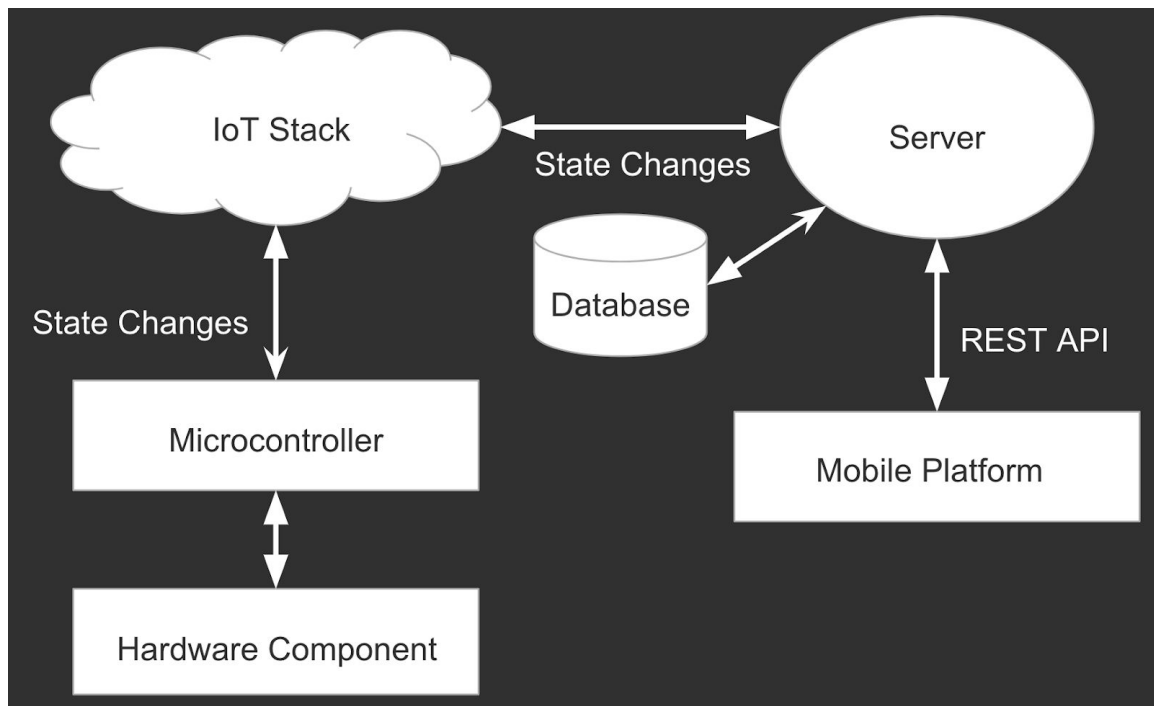 IoT Stack
Server
State Changes
Database
State Changes
REST API
Microcontroller
Mobile Platform
Hardware Component